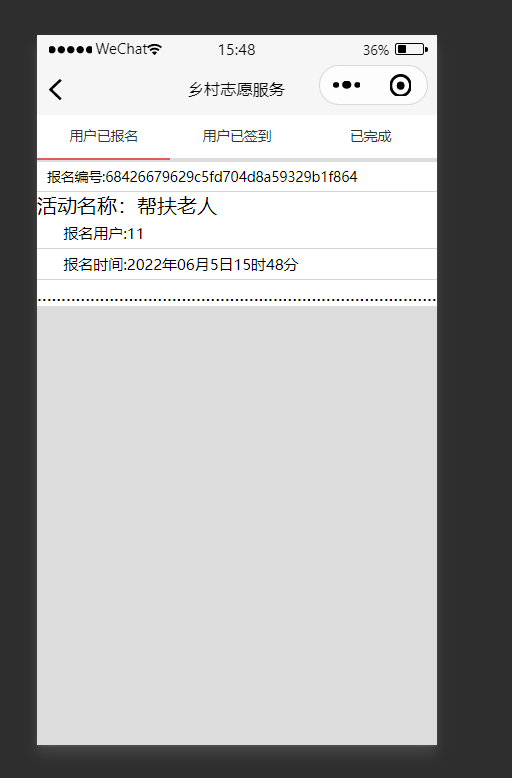 WeChat 15:48 36%
乡村志愿服务
用户已报名 用户已签到 已完成
报名编号:68426679629c5fd704d8a59329b1f864
活动名称：帮扶老人
报名用户:11
报名时间:2022年06月5日15时48分